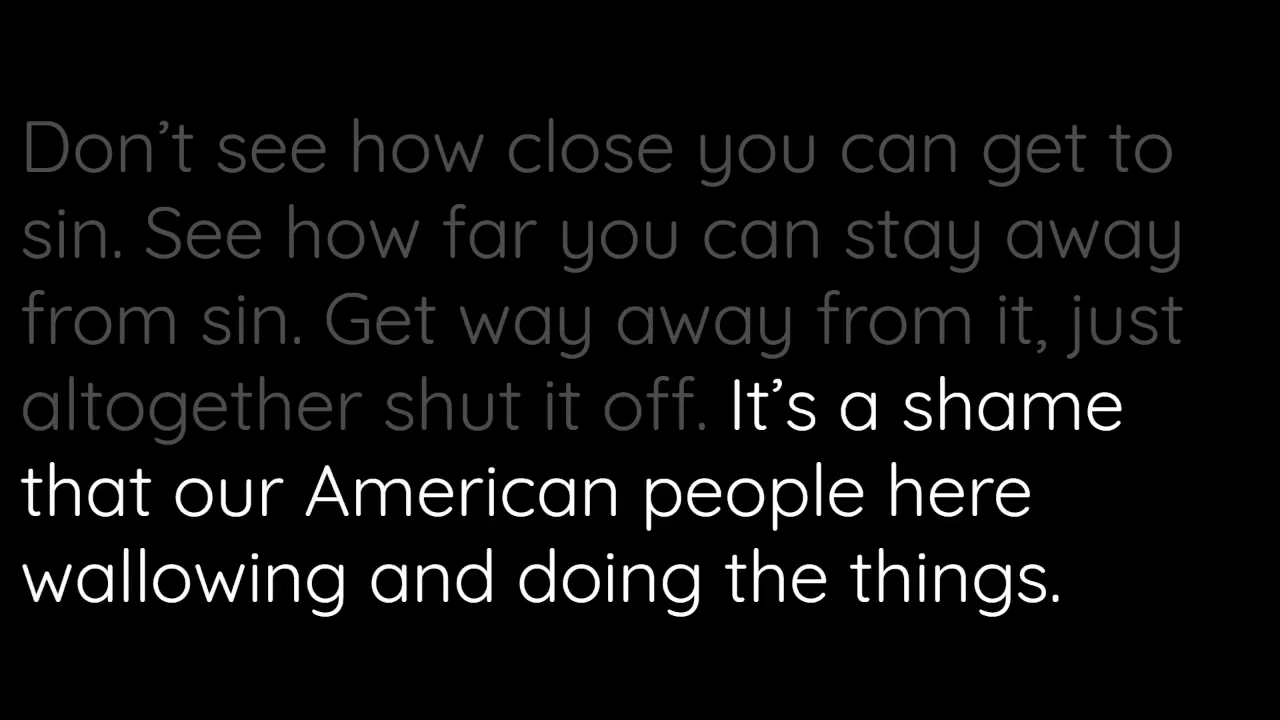 Don’t see how close you can get to
sin. See how far you can stay away
from sin. Get way away from it, just
altogether shut it off. It’s a shame
that our American people here
wallowing and doing the things.